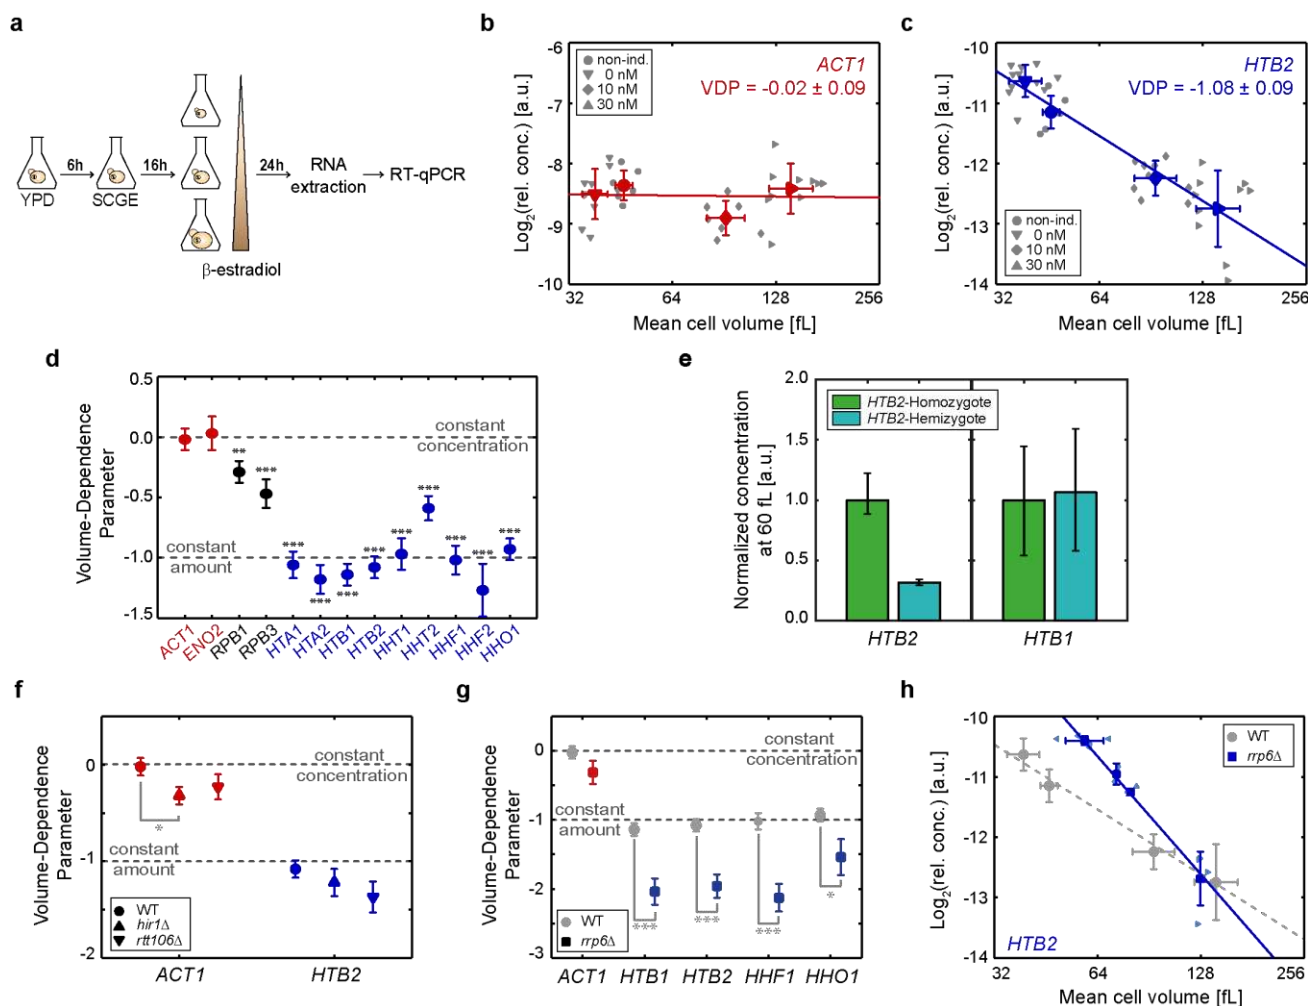 a
YPD
6h
SCGE
16h
24h
RNA
extraction
RT-qPCR
β-estradiol
b
-6
-7
-8
-9
-10
Log2(rel. conc.) [a.u.]
non-ind.
0 nM
10 nM
30 nM
ACT1
VDP = -0.02 ± 0.09
32
64
128
256
Mean cell volume [fL]
c
-10
-11
-12
-13
-14
Log2(rel. conc.) [a.u.]
HTB2
VDP = -1.08 ± 0.09
non-ind.
0 nM
10 nM
30 nM
32
64
128
256
Mean cell volume [fL]
d
0.5
0.0
-0.5
-1.0
-1.5
Volume-Dependence
Parameter
constant
concentration
constant
amount
**
***
***
***
***
***
***
***
***
***
***
ACT1
ENO2
RPB1
RPB3
HTA1
HTA2
HTB1
HTB2
HHT1
HHT2
HHF1
HHF2
HHO1
e
2.0
1.5
1.0
0.5
0.0
Normalized concentration
at 60 fL [a.u.]
HTB2-Homozygote
HTB2-Hemizygote
HTB2
HTB1
f
0
-1
-2
Volume-Dependence
Parameter
constant
concentration
constant
amount
*
WT
hir1Δ
rtt106Δ
ACT1
HTB2
g
0
-1
-2
-3
Volume-Dependence
Parameter
constant
concentration
constant
amount
***
***
***
*
WT
rrp6Δ
ACT1
HTB1
HTB2
HHF1
HHO1
h
-10
-11
-12
-13
-14
Log2(rel. conc.) [a.u.]
WT
rrp6Δ
HTB2
32
64
128
256
Mean cell volume [fL]